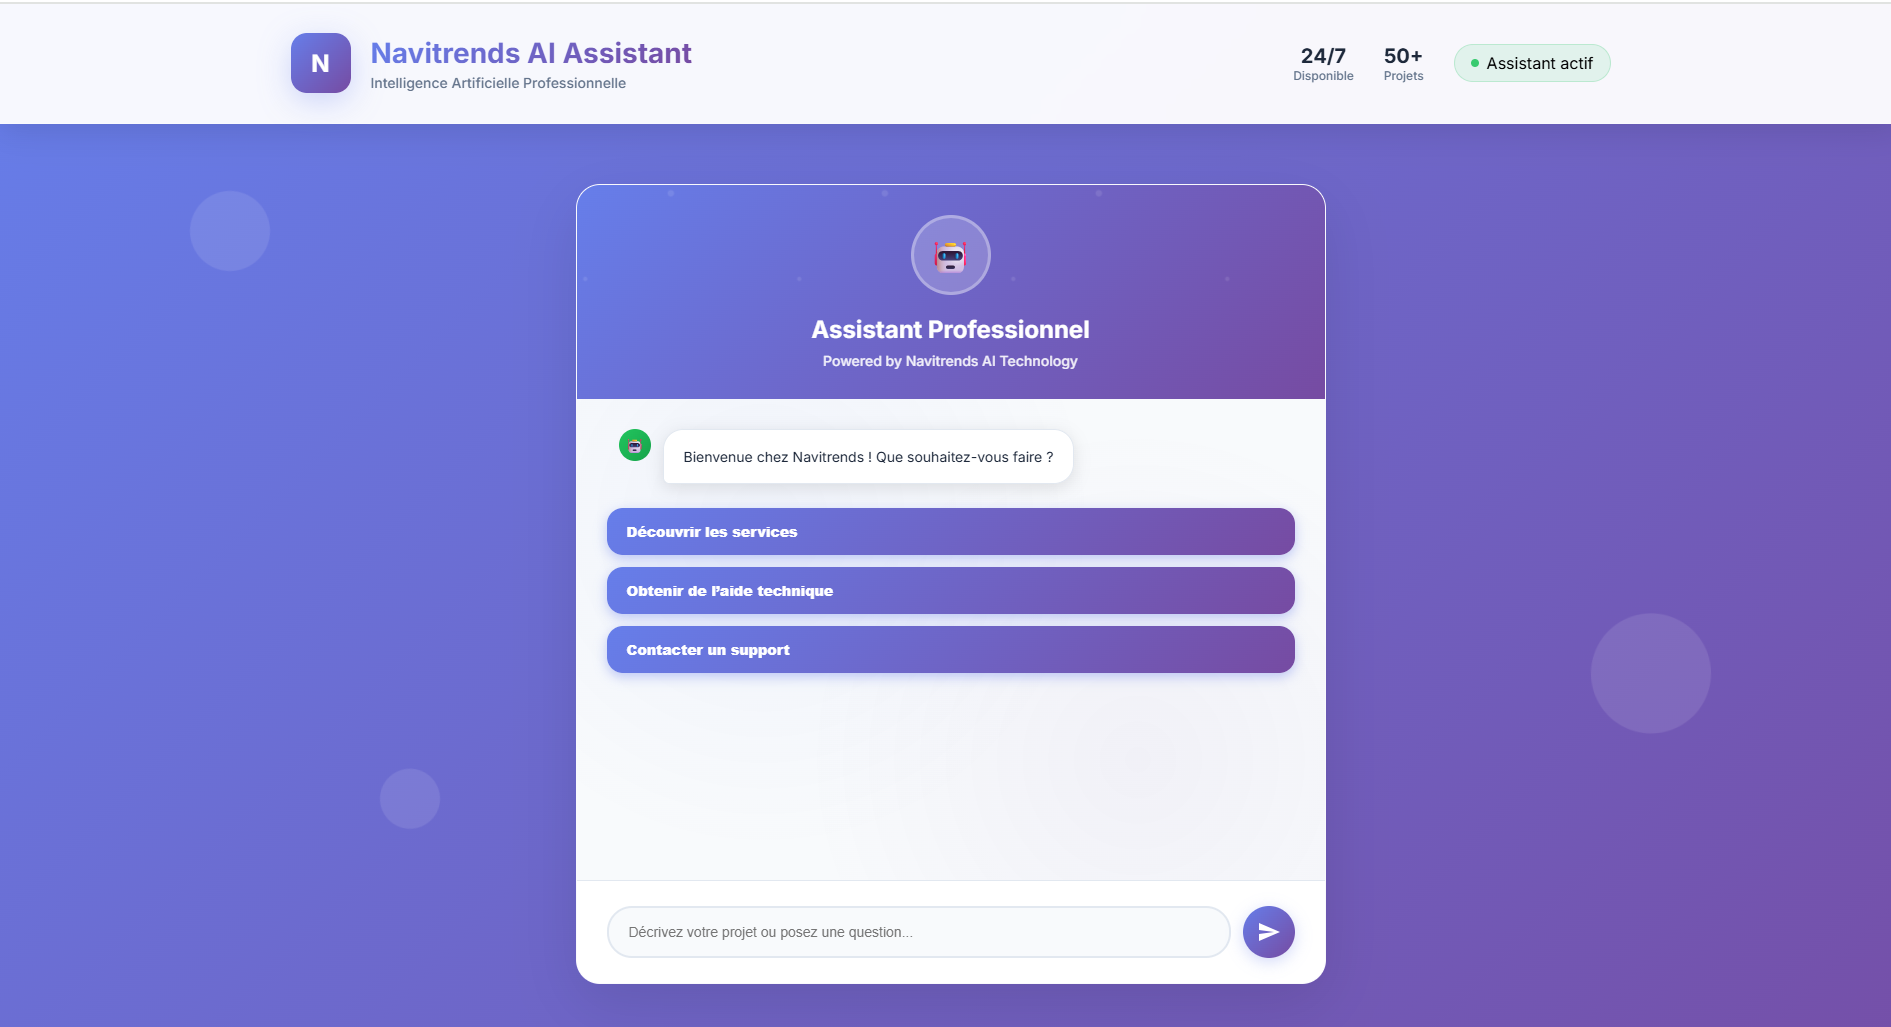 N
Navitrends AI Assistant
Intelligence Artificielle Professionnelle
24/7
Disponible
50+
Projets
Assistant actif
Assistant Professionnel
Powered by Navitrends AI Technology
Bienvenue chez Navitrends ! Que souhaitez-vous faire ?
Découvrir les services
Obtenir de l’aide technique
Contacter un support
Décrivez votre projet ou posez une question...